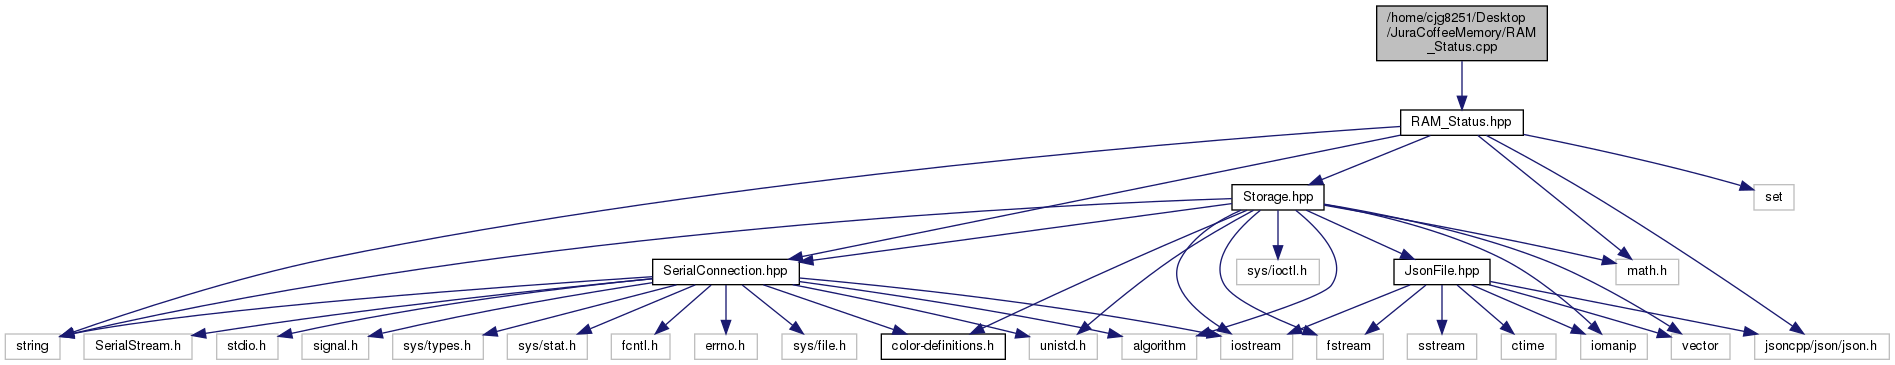 /home/cjg8251/Desktop
/JuraCoffeeMemory/RAM
_Status.cpp
RAM_Status.hpp
Storage.hpp
set
SerialConnection.hpp
sys/ioctl.h
JsonFile.hpp
math.h
string
SerialStream.h
stdio.h
signal.h
sys/types.h
sys/stat.h
fcntl.h
errno.h
sys/file.h
color-definitions.h
unistd.h
algorithm
iostream
fstream
sstream
ctime
iomanip
vector
jsoncpp/json/json.h